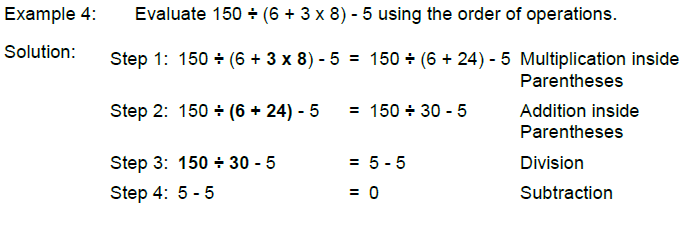 Example 4: Evaluate 150 ÷ (6 + 3 x 8) - 5 using the order of operations.
Solution: Step 1: 150 ÷ (6 + 3 x 8) - 5 = 150 ÷ (6 + 24) - 5 Multiplication inside
Parentheses
Step 2: 150 ÷ (6 + 24) - 5 = 150 ÷ 30 - 5 Addition inside
Parentheses
Step 3: 150 ÷ 30 - 5 = 5 - 5 Division
Step 4: 5 - 5 = 0 Subtraction